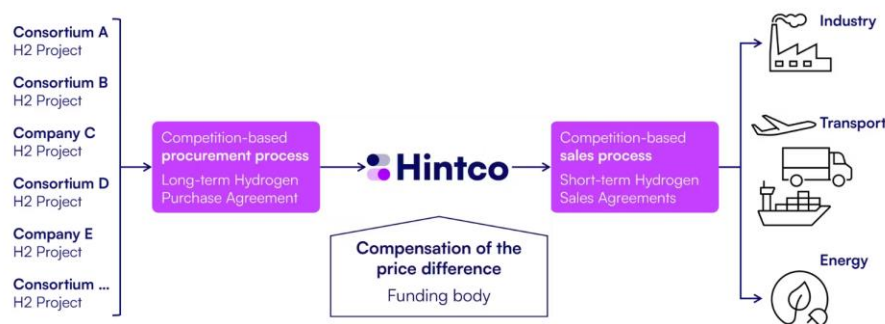 Consortium A
H2 Project
Consortium B
H2 Project
Company C
H2 Project
Consortium D
H2 Project
Company E
H2 Project
Consortium ...
H2 Project
Competition-based
procurement process
Long-term Hydrogen
Purchase Agreement
Hintco
Compensation of the
price difference
Funding body
Competition-based
sales process
Short-term Hydrogen
Sales Agreements
Industry
Transport
Energy